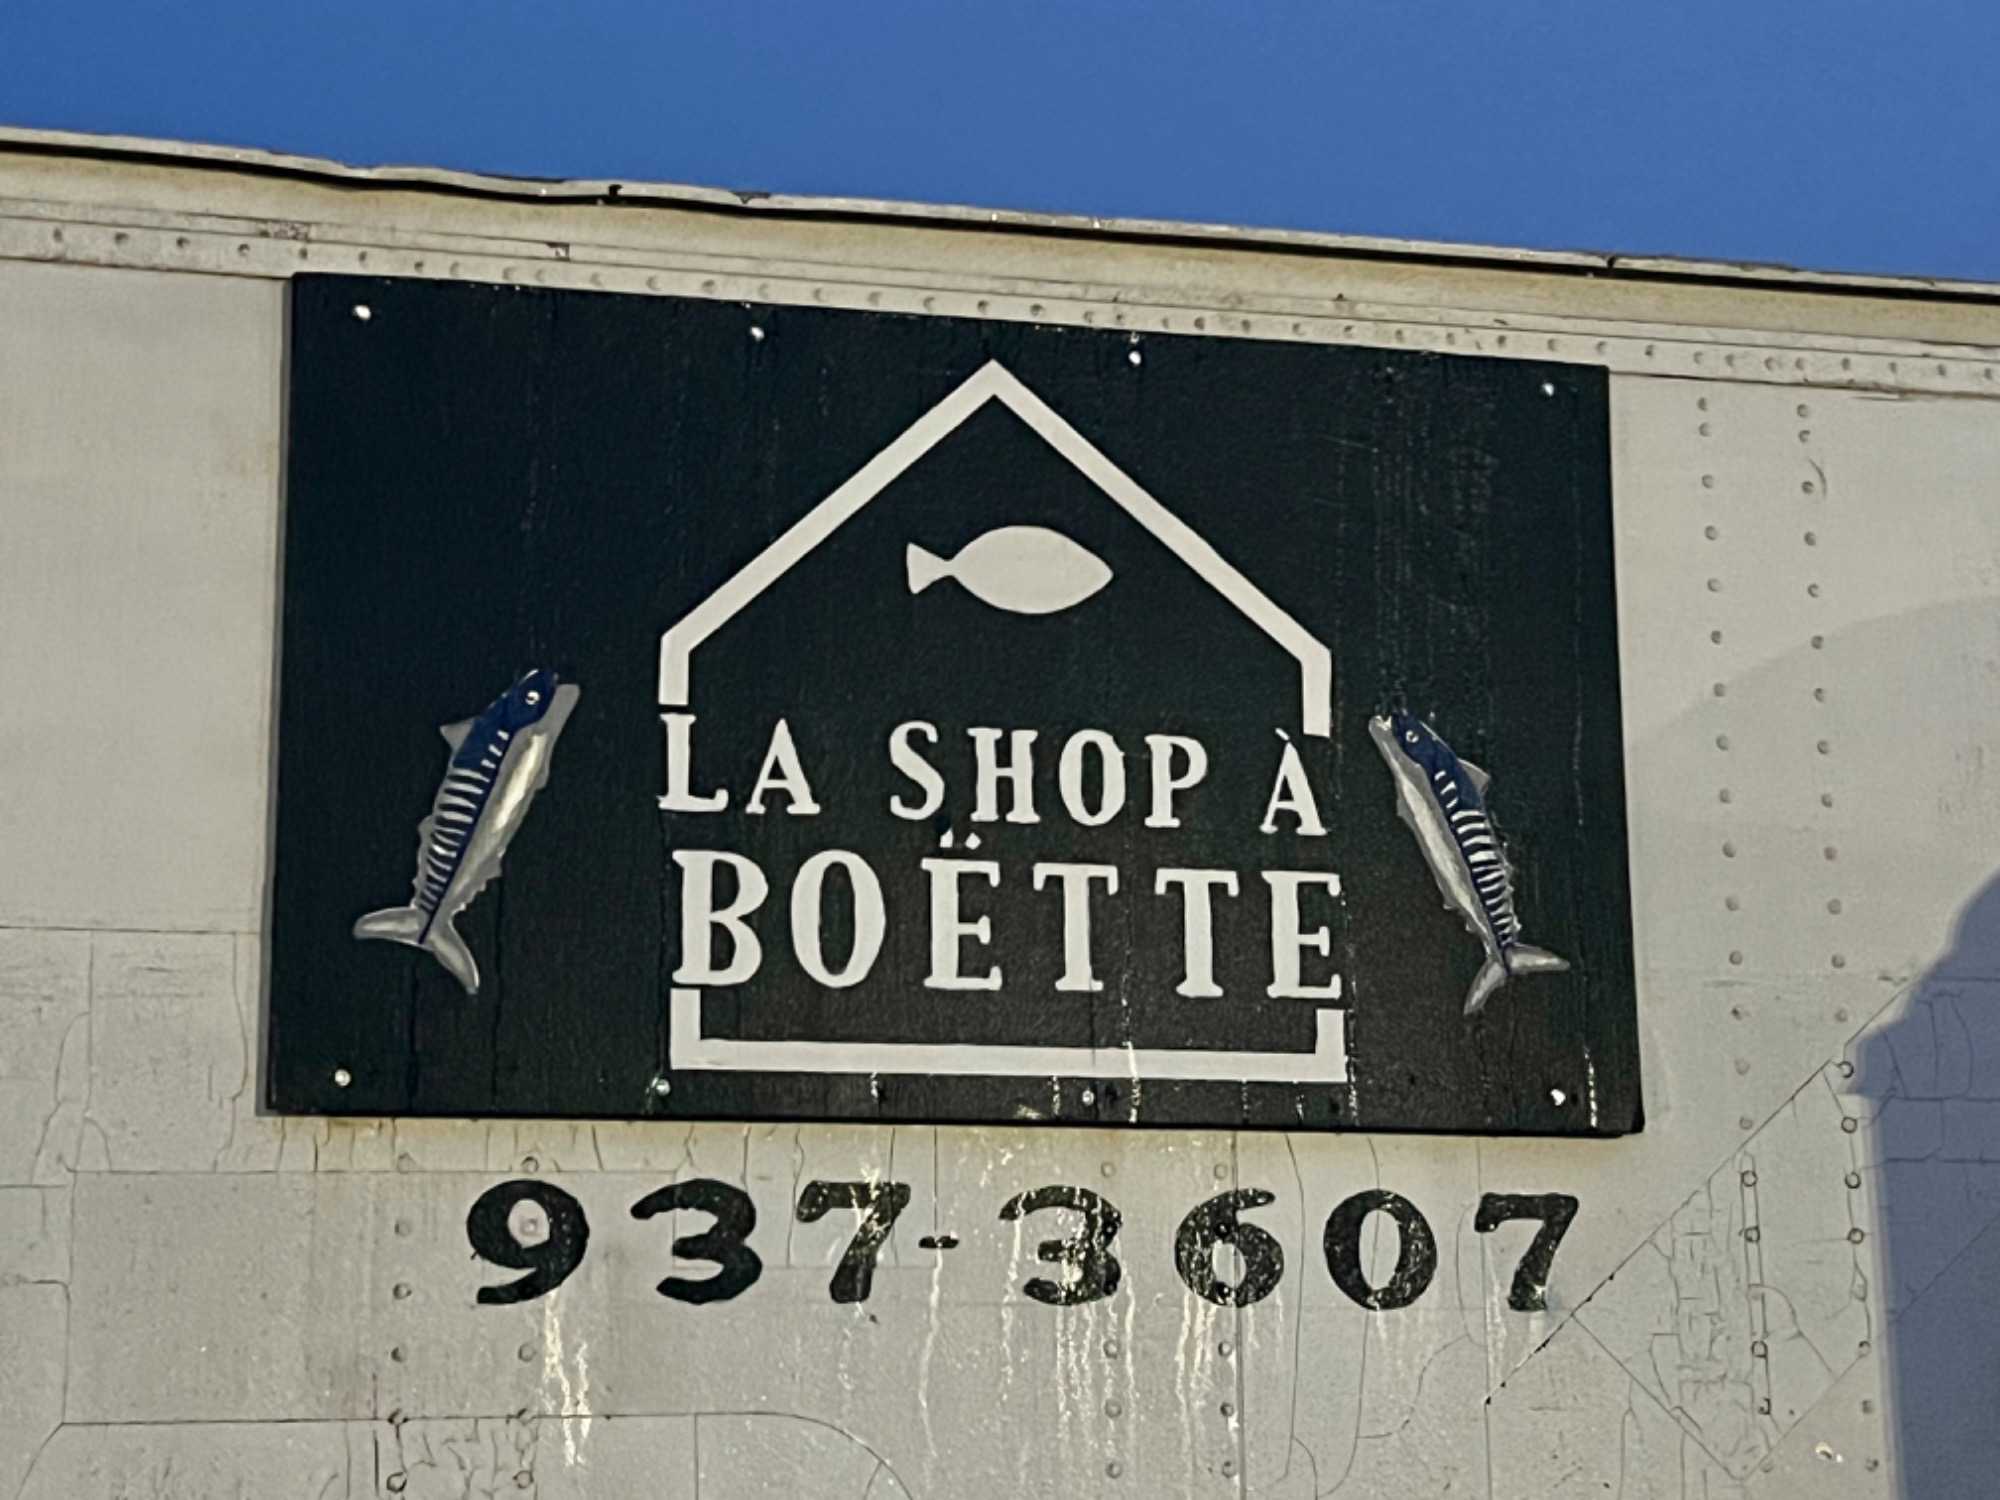 LA SHOP À
BOËTTE
937-3607